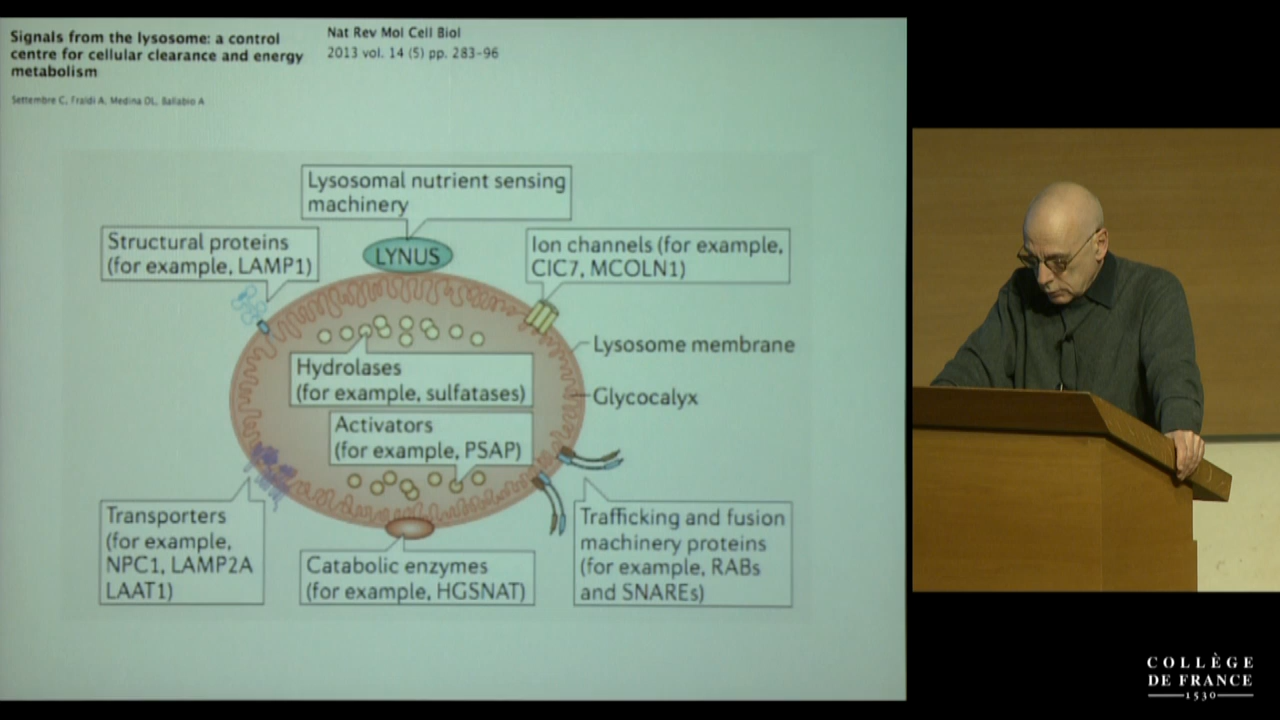 Signals from the lysosome: a control
centre for cellular clearance and energy
metabolism
Nat Rev Mol Cell Biol
2013 vol. 14 (5) pp. 283-96
Settembre C, Fraldi A, Medina DL, Ballabio A
Lysosomal nutrient sensing
machinery
LYNUS
Structural proteins
(for example, LAMP1)
Ion channels (for example,
ClC7, MCOLN1)
Lysosome membrane
Hydrolases
(for example, sulfatases)
Glycocalyx
Activators
(for example, PSAP)
Transporters
(for example,
NPC1, LAMP2A
LAAT1)
Catabolic enzymes
(for example, HGSNAT)
Trafficking and fusion
machinery proteins
(for example, RABs
and SNAREs)
COLLÈGE
DE FRANCE
1530